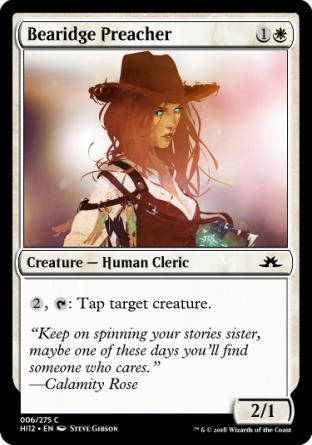 Bearidge Preacher 1
Creature — Human Cleric
2, : Tap target creature.
“Keep on spinning your stories sister,
maybe one of these days you’ll find
someone who cares.”
—Calamity Rose
2/1
006/275 C
HI12 • EN Steve Gibson
™ & © 2018 Wizards of the Coast